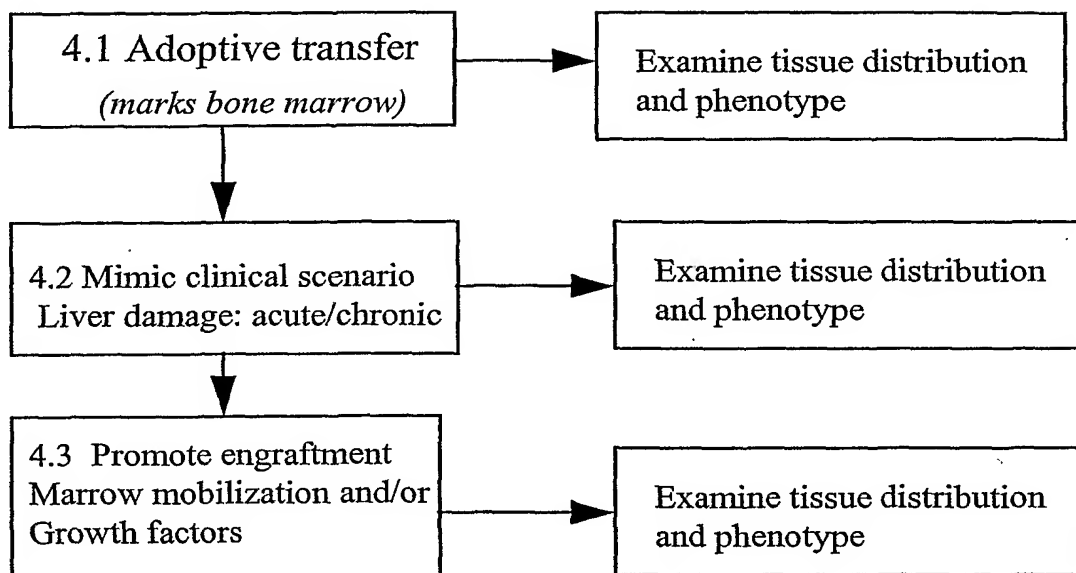 4.1 Adoptive transfer
(marks bone marrow)
Examine tissue distribution
and phenotype
4.2 Mimic clinical scenario
Liver damage: acute/chronic
Examine tissue distribution
and phenotype
4.3 Promote engraftment
Marrow mobilization and/or
Growth factors
Examine tissue distribution
and phenotype